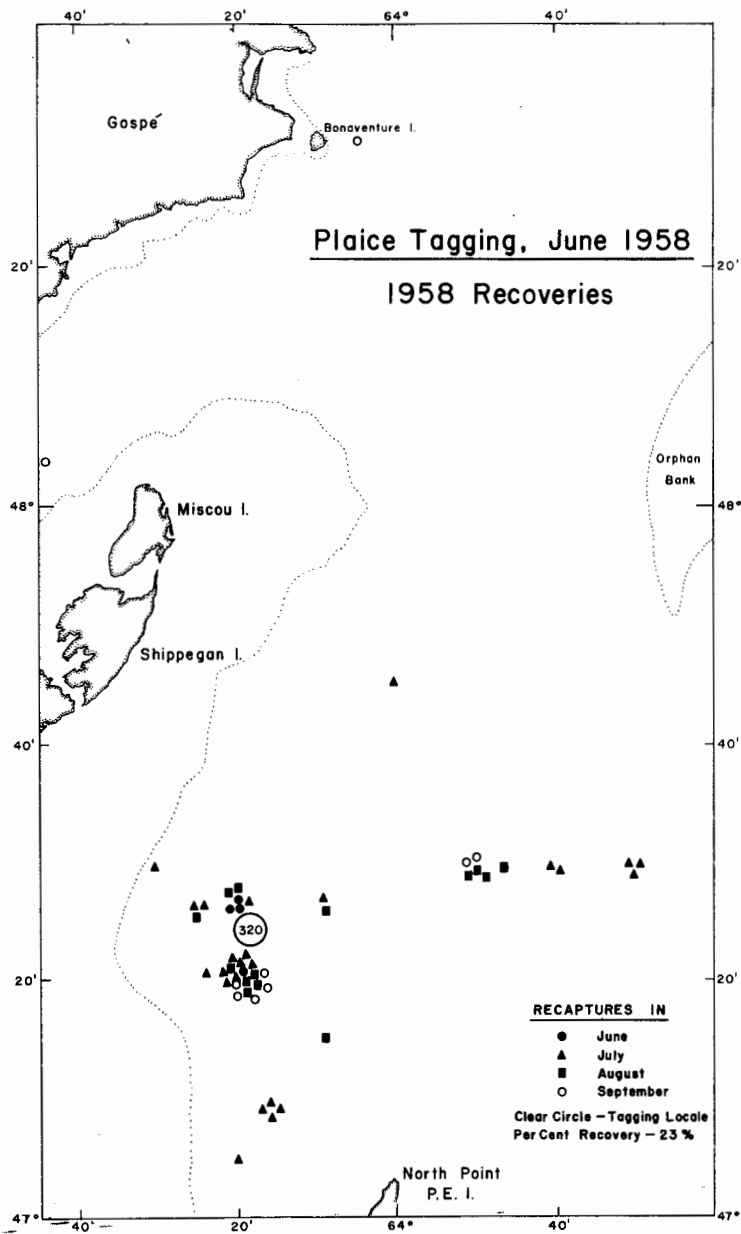 40' 20' 64° 40'
Gaspé
Bonaventure I.
Plaice Tagging, June 1958
20' 20'
1958 Recoveries
Orphan
Bank
48° Miscou I. 48°
Shippegan I.
40' 40'
320
20' 20'
RECAPTURES IN
June
July
August
September
Clear Circle – Tagging Locale
Per Cent Recovery – 23 %
North Point
P. E. I.
47° 47°
40' 20' 64° 40'